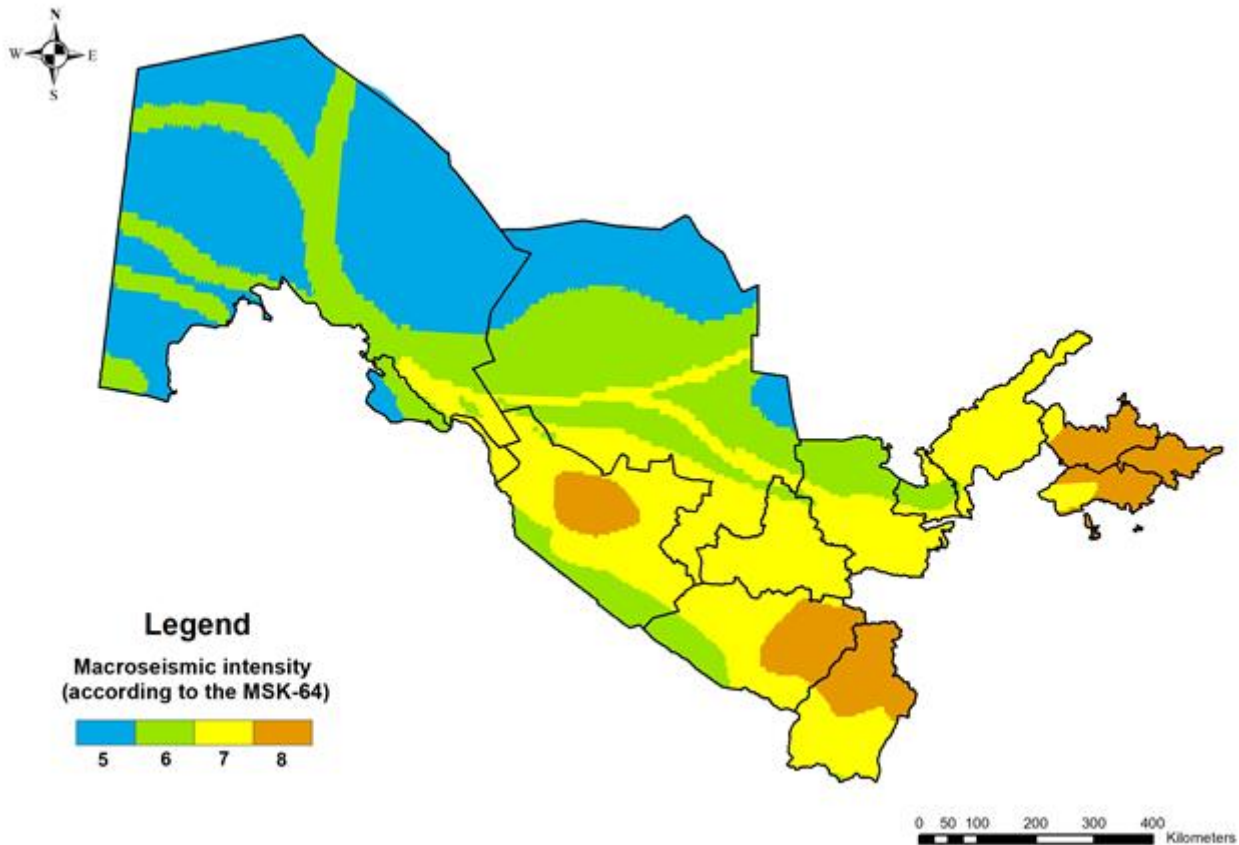 N
W E
S
Legend
Macroseismic intensity
(according to the MSK-64)
5 6 7 8
0 50 100 200 300 400
Kilometers